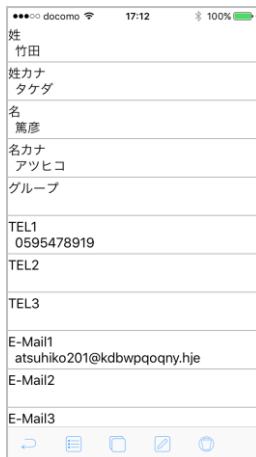 docomo 17:12 100%
姓
竹田
姓カナ
タケダ
名
篤彦
名カナ
アツヒコ
グループ
TEL1
0595478919
TEL2
TEL3
E-Mail1
atsuhiko201@kdbwpqoqny.hje
E-Mail2
E-Mail3